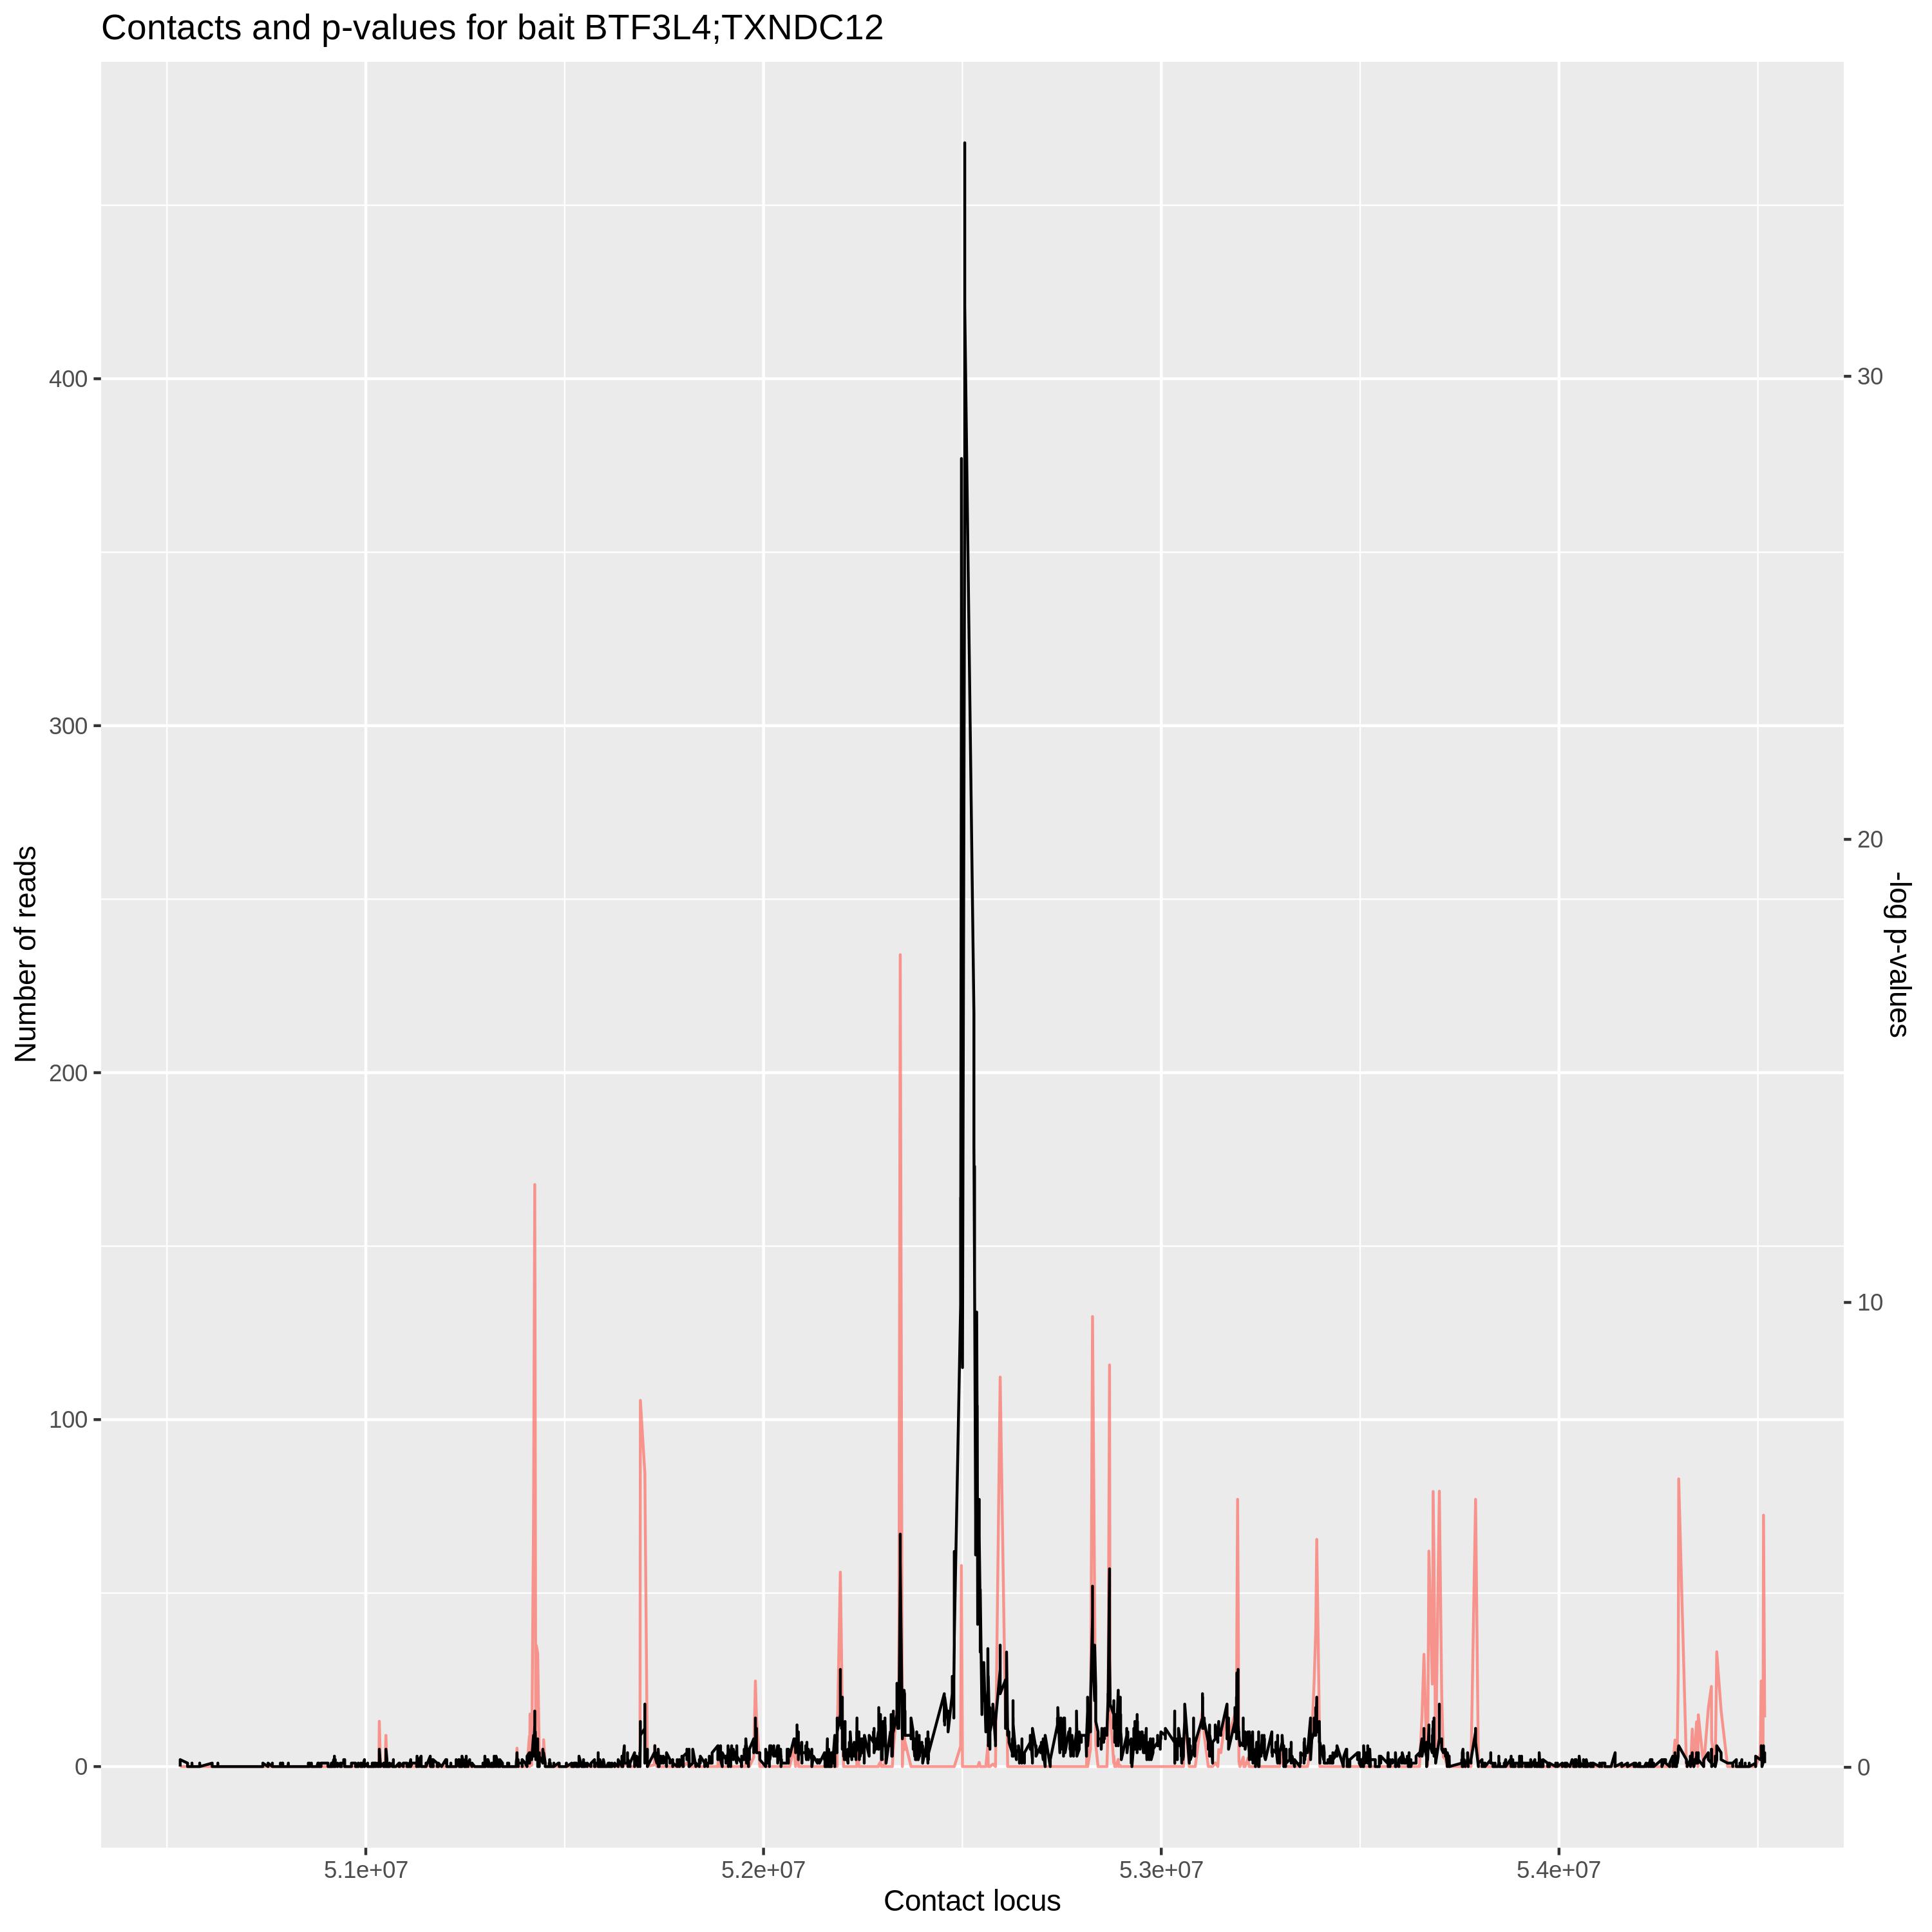 Contacts and p-values for bait BTF3L4;TXNDC12
Number of reads
400
300
200
100
0
30
20
10
0
-log p-values
5.1e+07
5.2e+07
5.3e+07
5.4e+07
Contact locus